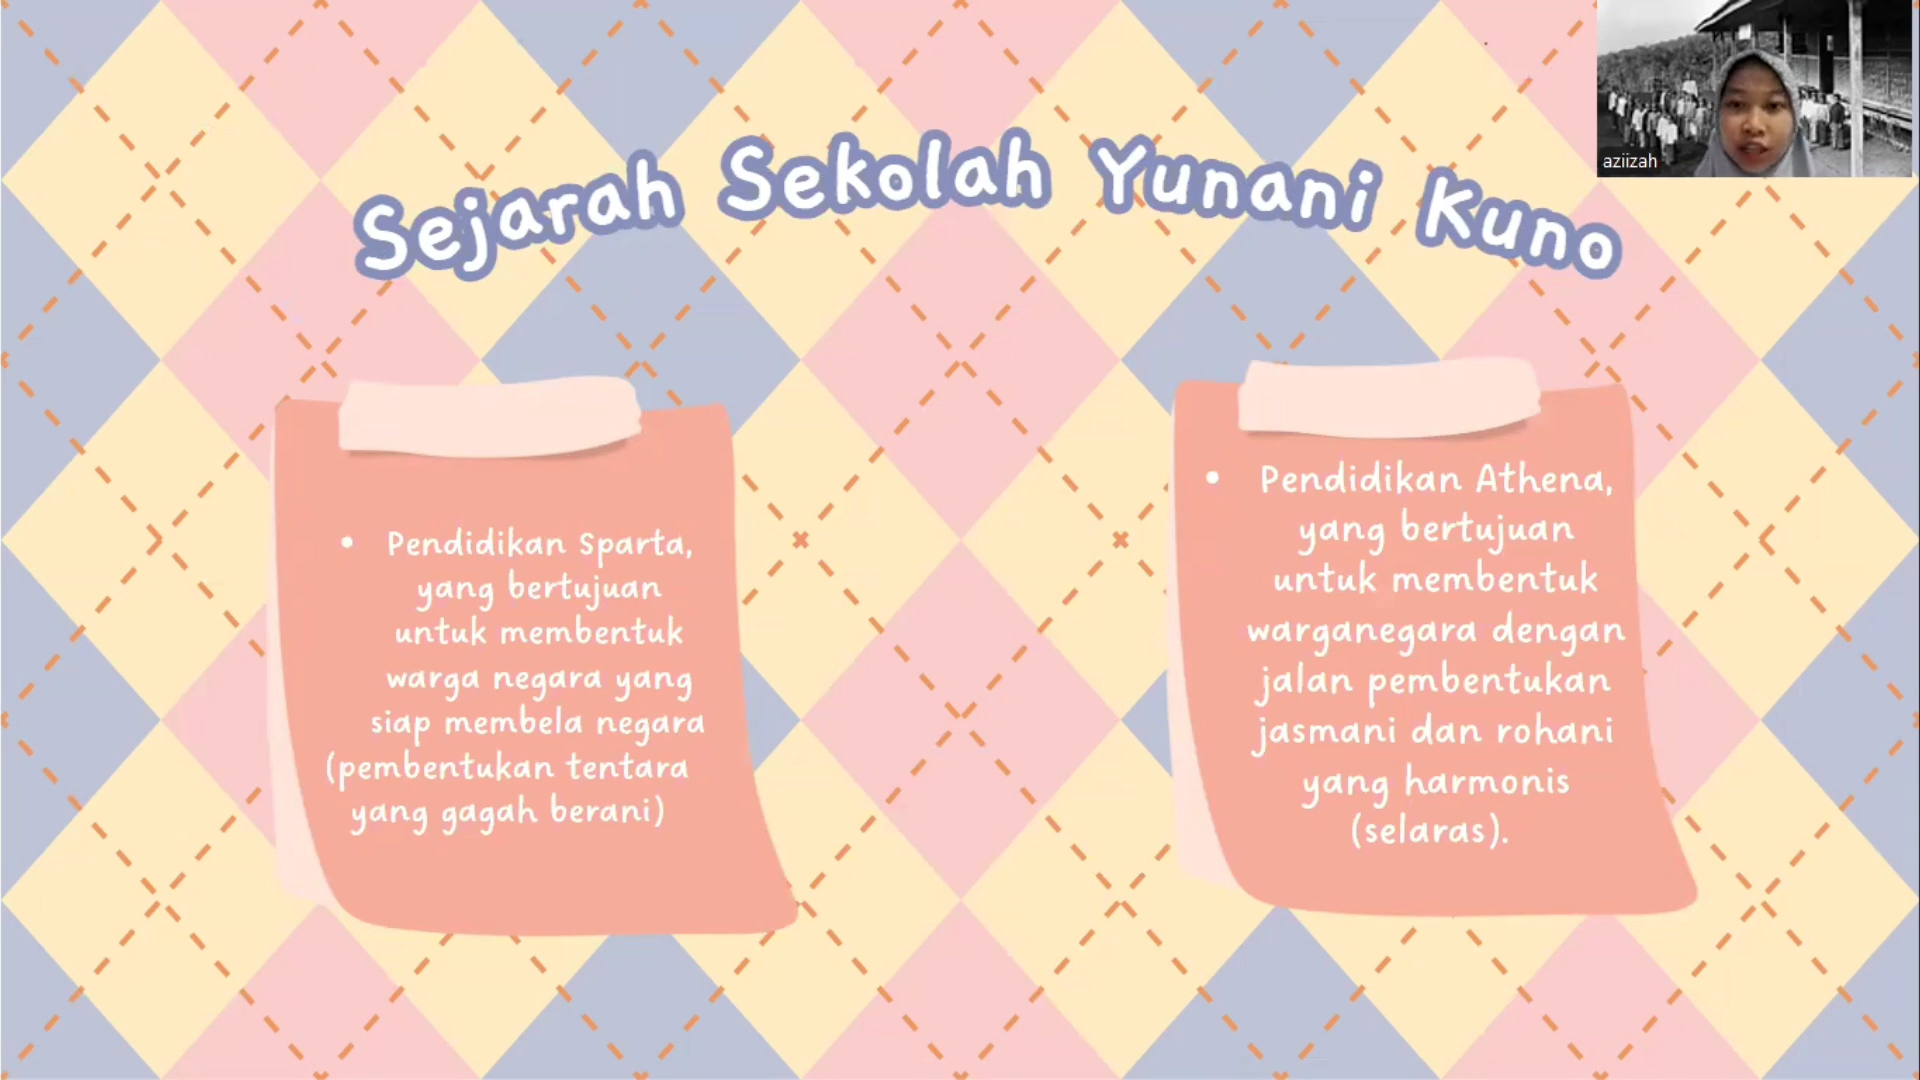 Sejarah Sekolah Yunani Kuno
aziizah
• Pendidikan Sparta,
yang bertujuan
untuk membentuk
warga negara yang
siap membela negara
(pembentukan tentara
yang gagah berani)
• Pendidikan Athena,
yang bertujuan
untuk membentuk
warganegara dengan
jalan pembentukan
jasmani dan rohani
yang harmonis
(selaras).